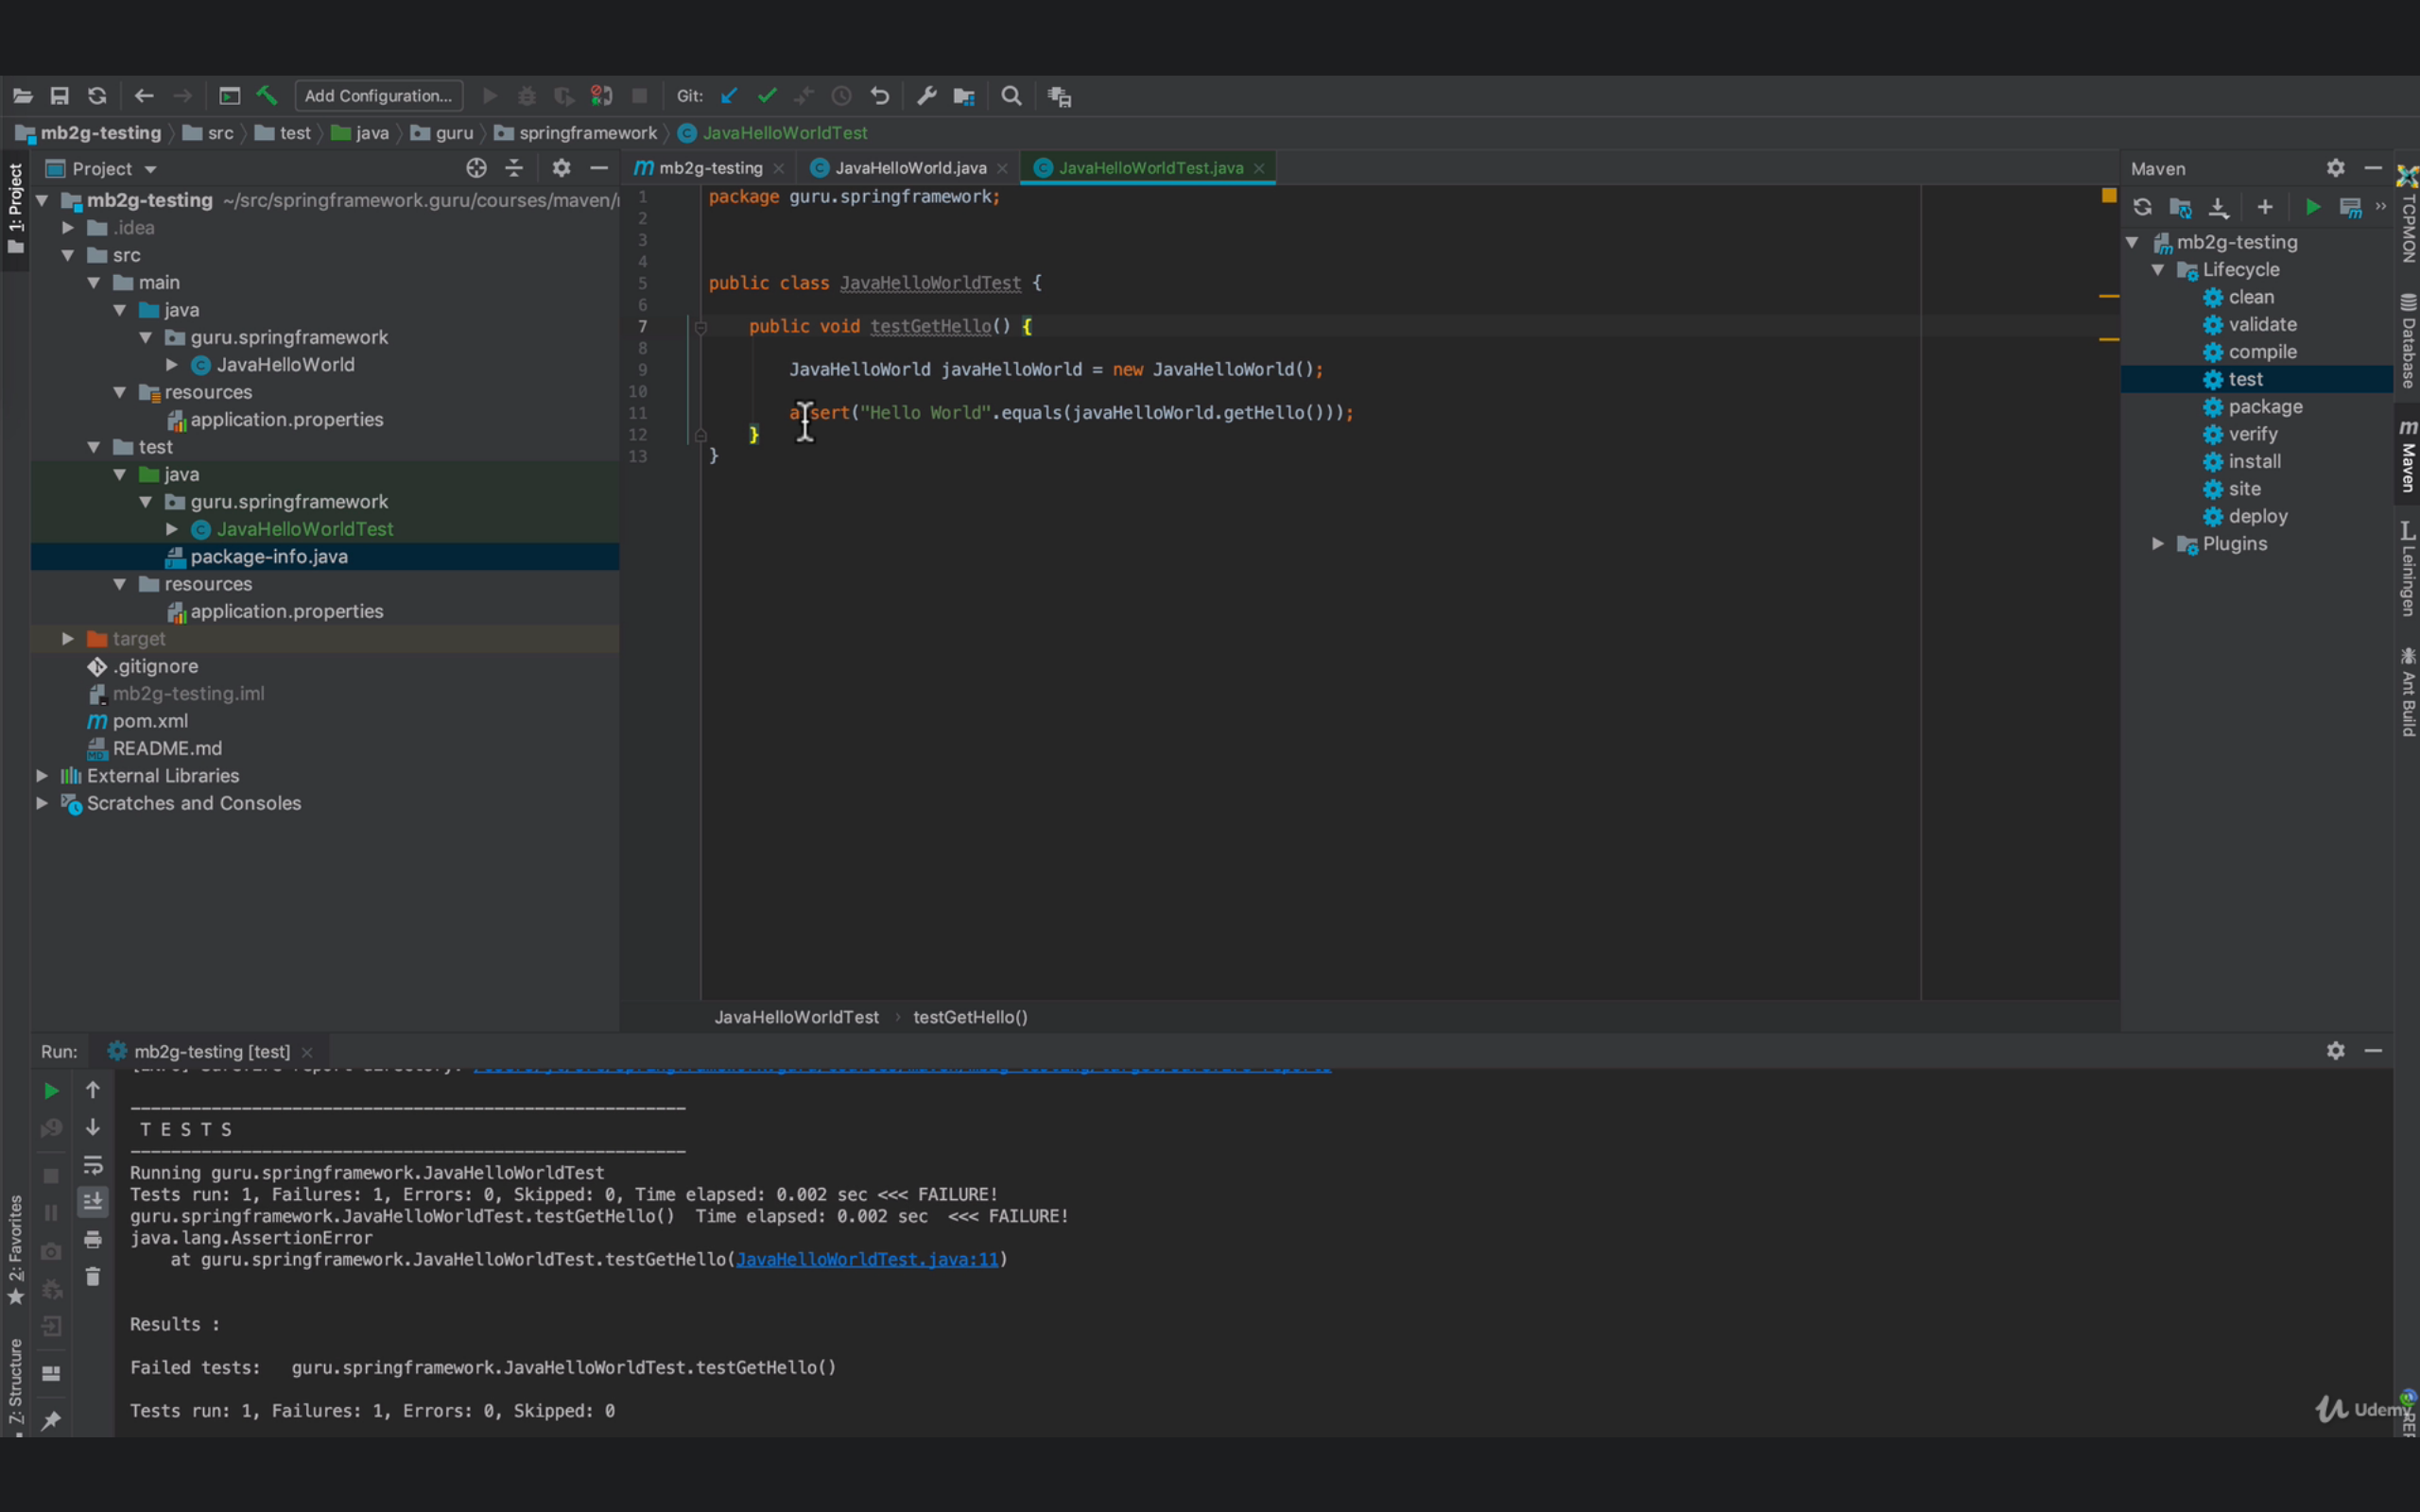 Add Configuration...
Git:
mb2g-testing src test java guru springframework JavaHelloWorldTest
1: Project
Project
mb2g-testing ~/src/springframework.guru/courses/maven/
.idea
src
main
java
guru.springframework
JavaHelloWorld
resources
application.properties
test
java
guru.springframework
JavaHelloWorldTest
package-info.java
resources
application.properties
target
.gitignore
mb2g-testing.iml
pom.xml
README.md
External Libraries
Scratches and Consoles
mb2g-testing JavaHelloWorld.java JavaHelloWorldTest.java
1 package guru.springframework;
2
3
4
5 public class JavaHelloWorldTest {
6
7 public void testGetHello() {
8
9 JavaHelloWorld javaHelloWorld = new JavaHelloWorld();
10
11 assert("Hello World".equals(javaHelloWorld.getHello()));
12 }
13 }
JavaHelloWorldTest › testGetHello()
Maven
mb2g-testing
Lifecycle
clean
validate
compile
test
package
verify
install
site
deploy
Plugins
TCPMON
Database
Maven
Leiningen
Ant Build
Run: mb2g-testing [test]
T E S T S
Running guru.springframework.JavaHelloWorldTest
Tests run: 1, Failures: 1, Errors: 0, Skipped: 0, Time elapsed: 0.002 sec <<< FAILURE!
guru.springframework.JavaHelloWorldTest.testGetHello() Time elapsed: 0.002 sec <<< FAILURE!
java.lang.AssertionError
at guru.springframework.JavaHelloWorldTest.testGetHello(JavaHelloWorldTest.java:11)
Results :
Failed tests: guru.springframework.JavaHelloWorldTest.testGetHello()
Tests run: 1, Failures: 1, Errors: 0, Skipped: 0
2: Favorites
Z: Structure
Udemy